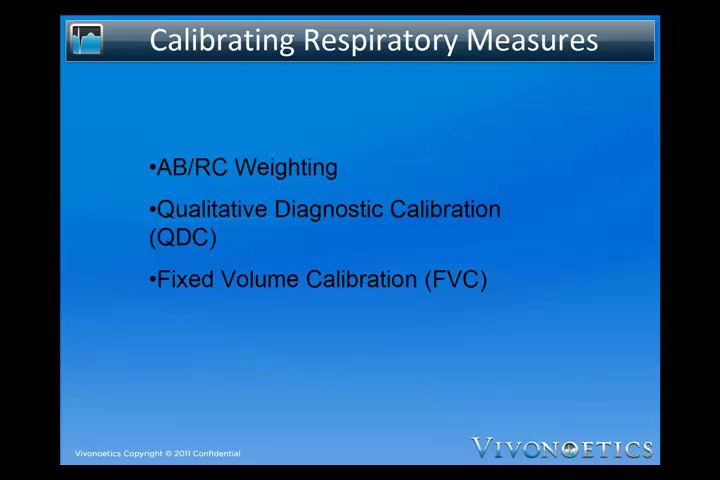 Calibrating Respiratory Measures
•AB/RC Weighting
•Qualitative Diagnostic Calibration
(QDC)
•Fixed Volume Calibration (FVC)
Vivonoetics Copyright © 2011 Confidential
VIVONOETICS